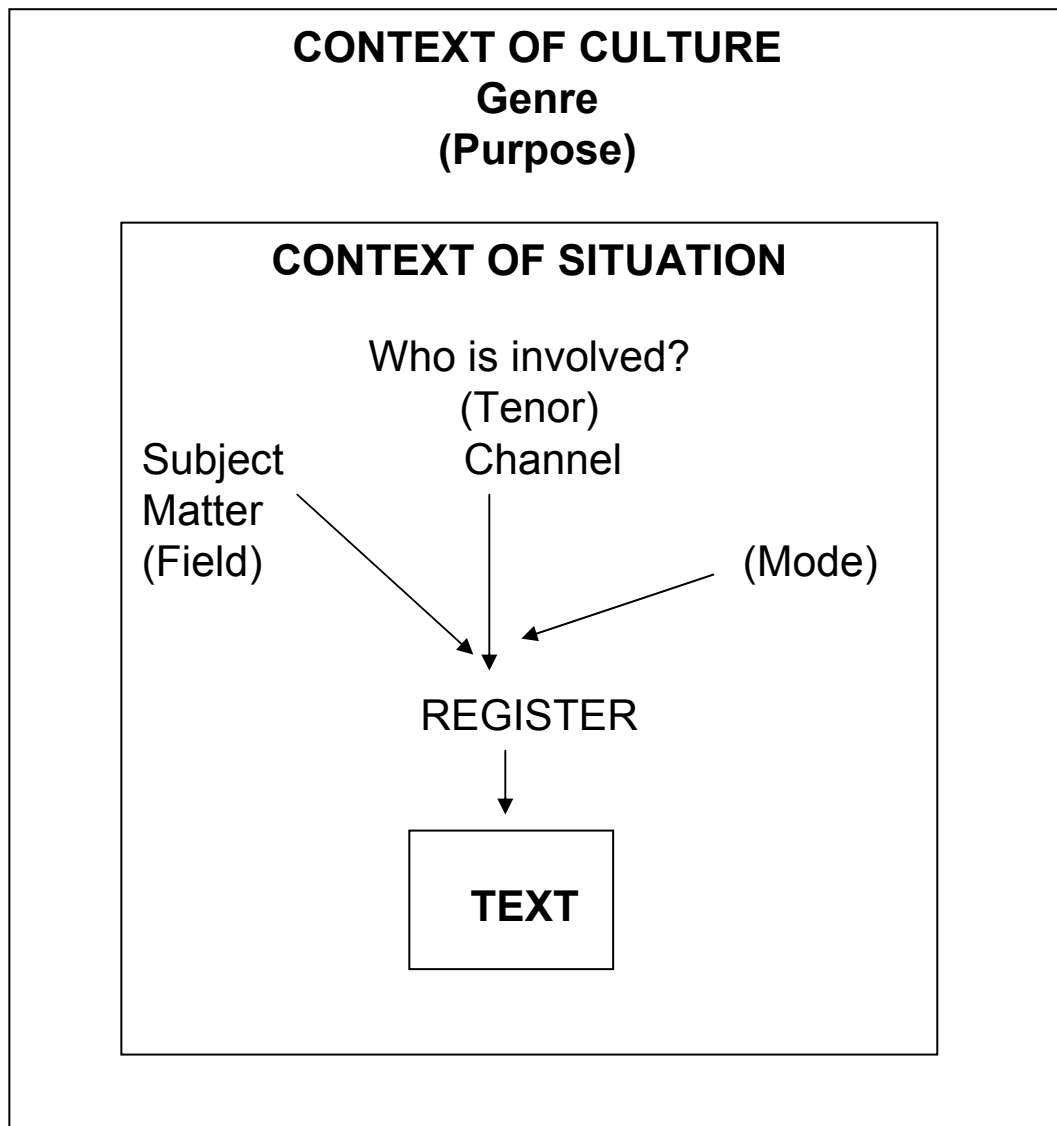 CONTEXT OF CULTURE
Genre
(Purpose)
CONTEXT OF SITUATION
Who is involved?
(Tenor)
Subject Channel
Matter
(Field) (Mode)
REGISTER
TEXT